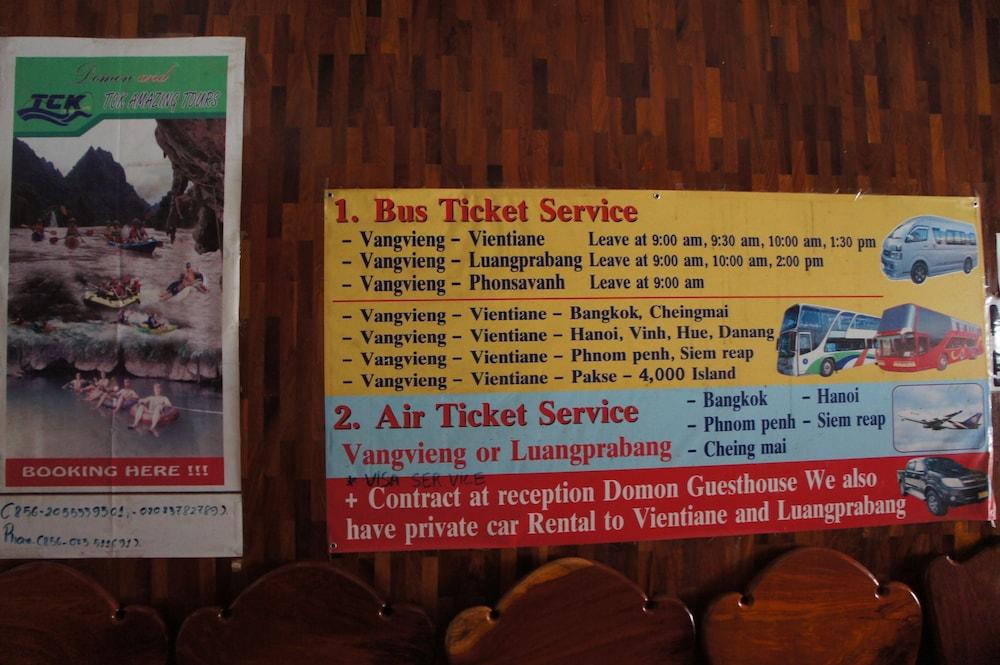 Domon and
TCK
TCK AMAZING TOURS
BOOKING HERE !!!
1. Bus Ticket Service
– Vangvieng – Vientiane Leave at 9:00 am, 9:30 am, 10:00 am, 1:30 pm
– Vangvieng – Luangprabang Leave at 9:00 am, 10:00 am, 2:00 pm
– Vangvieng – Phonsavanh Leave at 9:00 am
– Vangvieng – Vientiane – Bangkok, Cheingmai
– Vangvieng – Vientiane – Hanoi, Vinh, Hue, Danang
– Vangvieng – Vientiane – Phnom penh, Siem reap
– Vangvieng – Vientiane – Pakse – 4,000 Island
2. Air Ticket Service
Vangvieng or Luangprabang
– Bangkok – Hanoi
– Phnom penh – Siem reap
– Cheing mai
* VISA SERVICE
+ Contract at reception Domon Guesthouse We also
have private car Rental to Vientiane and Luangprabang